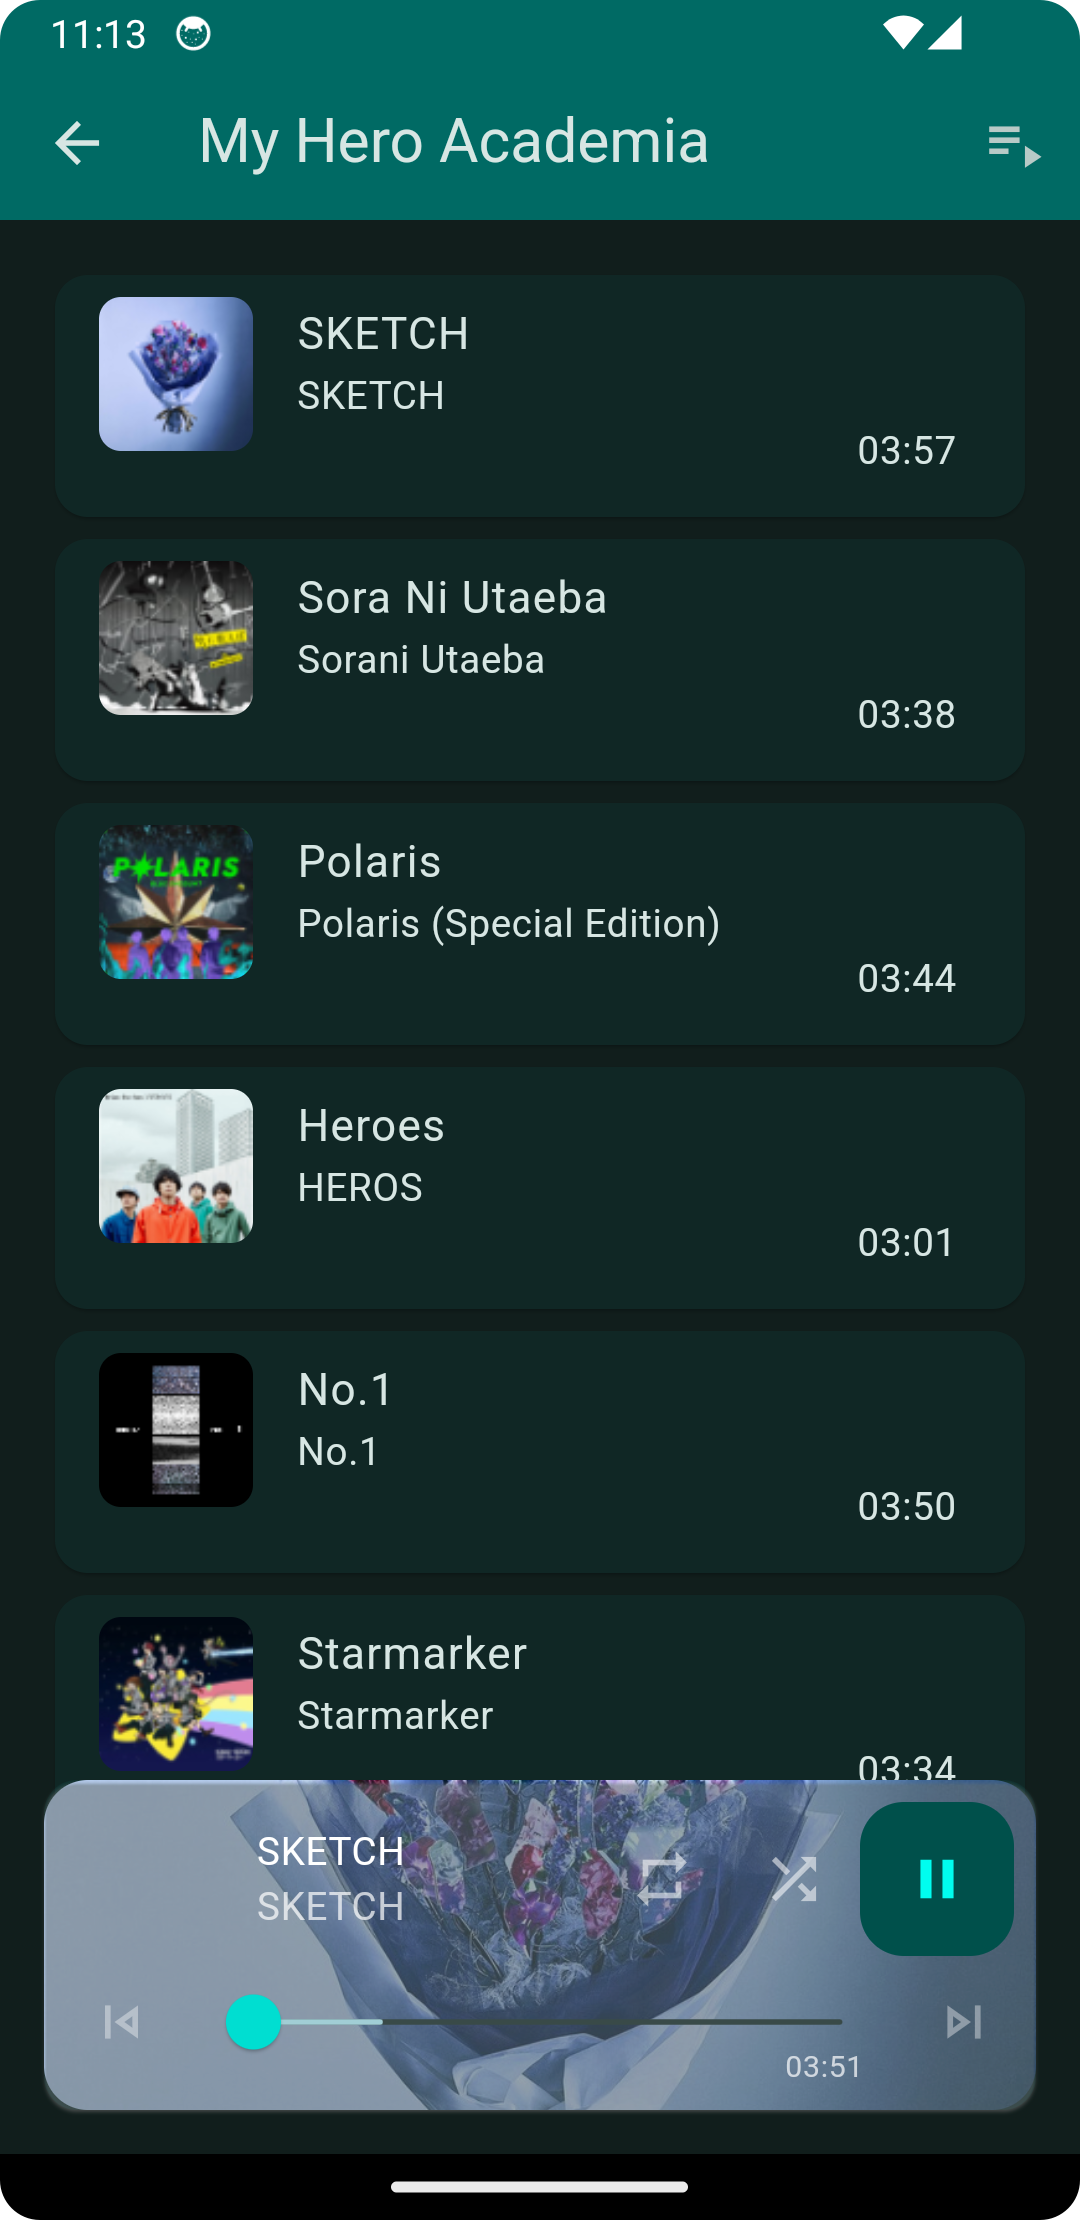 11:13
My Hero Academia
SKETCH
SKETCH
03:57
Sora Ni Utaeba
Sorani Utaeba
03:38
POLARIS
Polaris
Polaris (Special Edition)
03:44
Heroes
HEROS
03:01
No.1
No.1
03:50
Starmarker
Starmarker
03:34
SKETCH
SKETCH
03:51